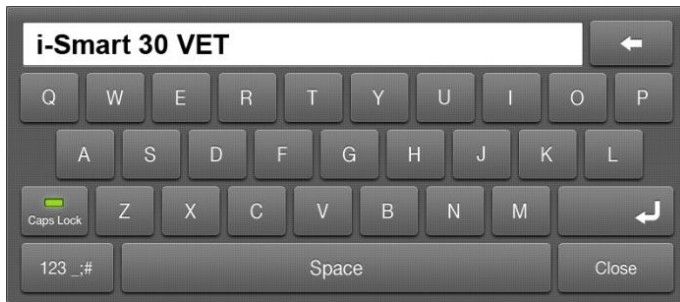 i-Smart 30 VET
Q W E R T Y U I O P
A S D F G H J K L
Caps Lock Z X C V B N M
123 _;# Space Close